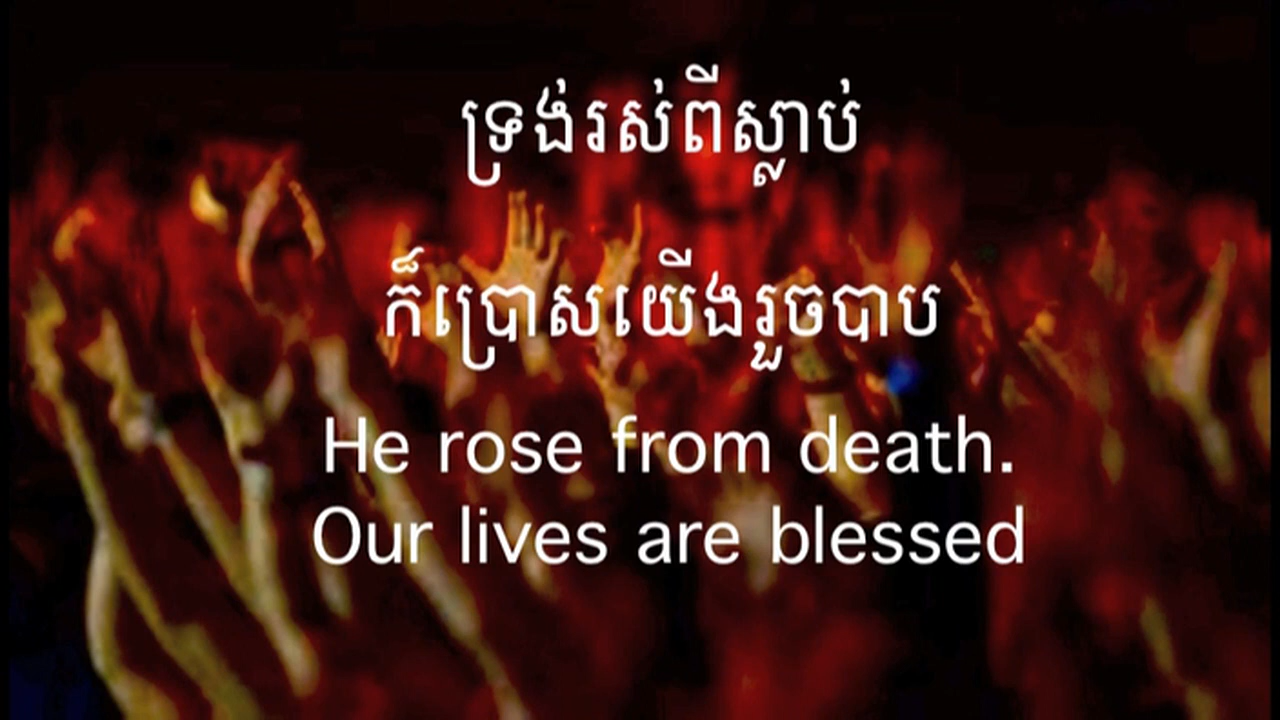 ទ្រង់រស់ពីស្លាប់
ក៏ប្រោសយើងរួចបាប
He rose from death.
Our lives are blessed